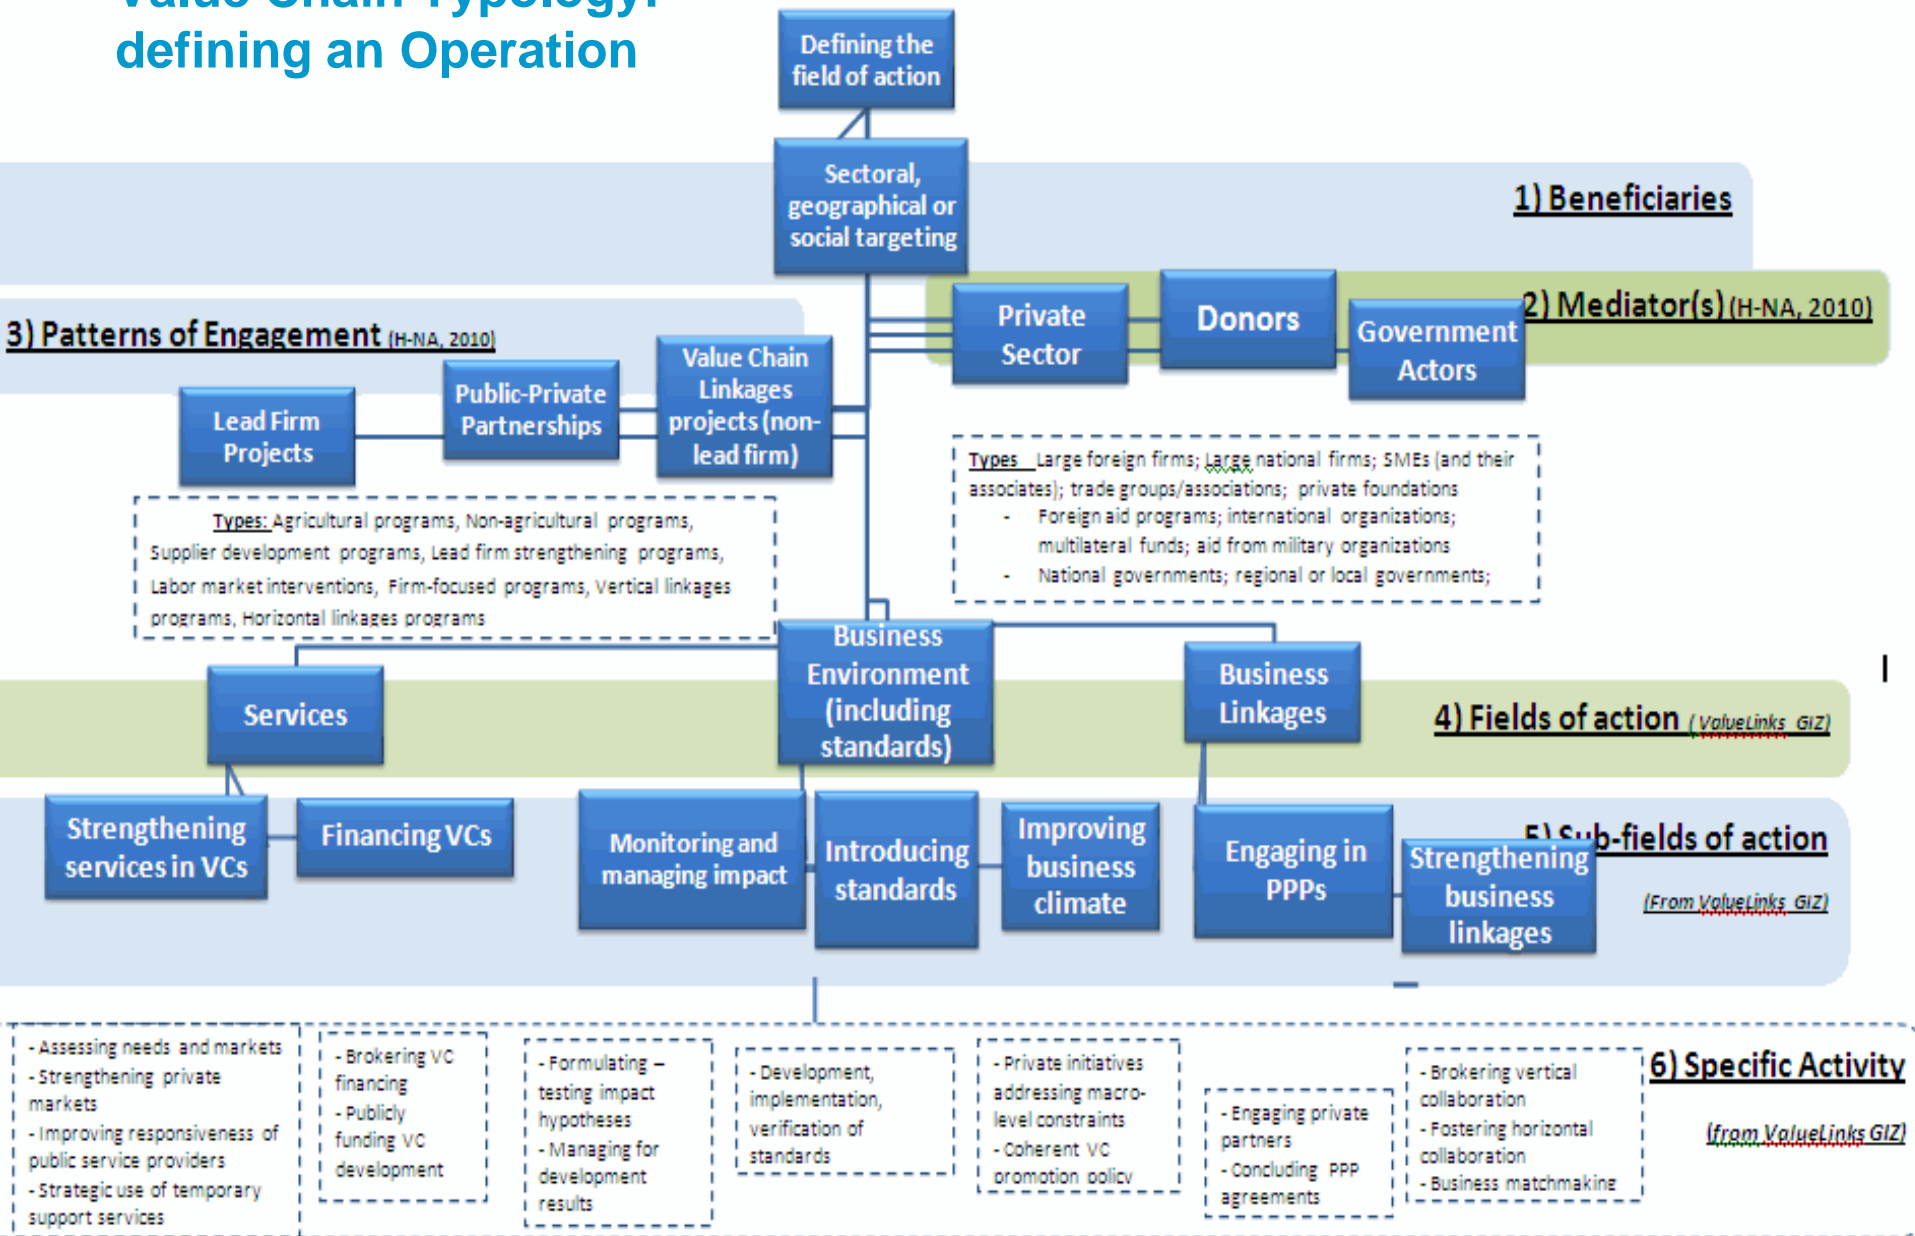 Value Chain Typology:
defining an Operation
Defining the
field of action
Sectoral,
geographical or
social targeting
1) Beneficiaries
2) Mediator(s) (H-NA, 2010)
Private
Sector
Donors
Government
Actors
3) Patterns of Engagement (H-NA, 2010)
Lead Firm
Projects
Public-Private
Partnerships
Value Chain
Linkages
projects (non-
lead firm)
Types: Agricultural programs, Non-agricultural programs,
Supplier development programs, Lead firm strengthening programs,
Labor market interventions, Firm-focused programs, Vertical linkages
programs, Horizontal linkages programs
Types Large foreign firms; Large national firms; SMEs (and their
associates); trade groups/associations; private foundations
- Foreign aid programs; international organizations;
multilateral funds; aid from military organizations
- National governments; regional or local governments;
Services
Business
Environment
(including
standards)
Business
Linkages
4) Fields of action (ValueLinks GIZ)
Strengthening
services in VCs
Financing VCs
Monitoring and
managing impact
Introducing
standards
Improving
business
climate
Engaging in
PPPs
Strengthening
business
linkages
5) Sub-fields of action
(From ValueLinks GIZ)
- Assessing needs and markets
- Strengthening private
markets
- Improving responsiveness of
public service providers
- Strategic use of temporary
support services
- Brokering VC
financing
- Publicly
funding VC
development
- Formulating –
testing impact
hypotheses
- Managing for
development
results
- Development,
implementation,
verification of
standards
- Private initiatives
addressing macro-
level constraints
- Coherent VC
promotion policy
- Engaging private
partners
- Concluding PPP
agreements
- Brokering vertical
collaboration
- Fostering horizontal
collaboration
- Business matchmaking
6) Specific Activity
(from ValueLinks GIZ)